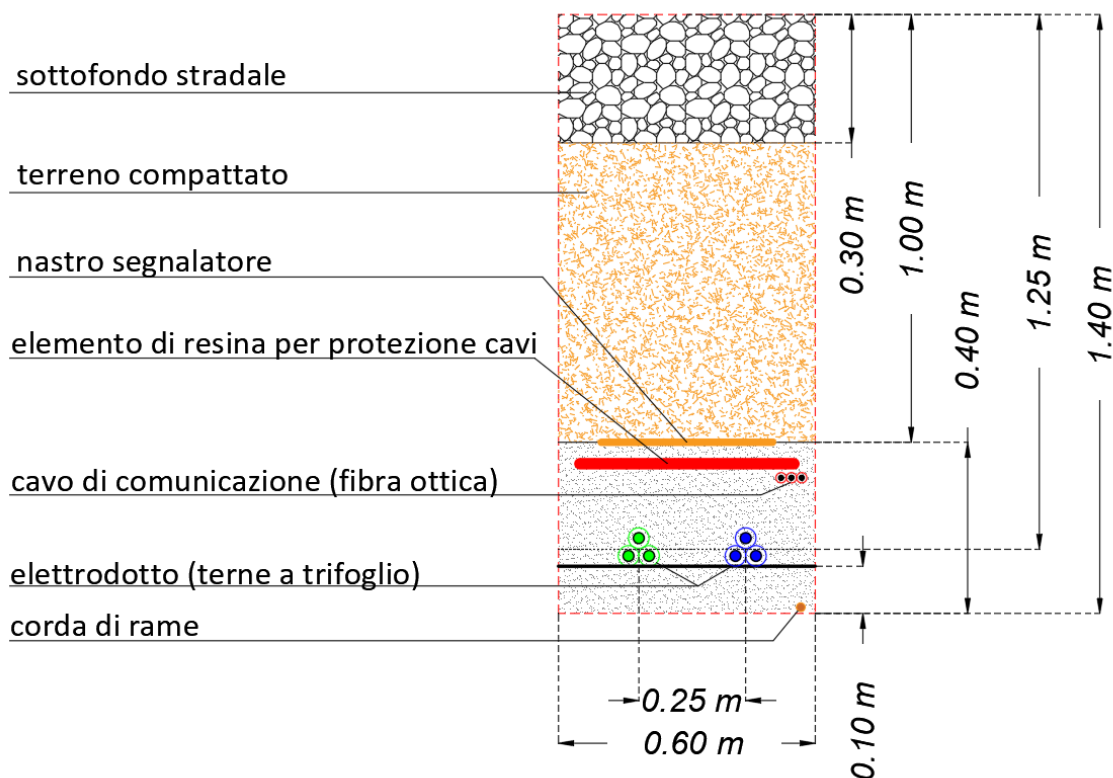 sottofondo stradale
terreno compattato
nastro segnalatore
elemento di resina per protezione cavi
cavo di comunicazione (fibra ottica)
elettrodotto (terne a trifoglio)
corda di rame
0.30 m
1.00 m
0.40 m
1.25 m
1.40 m
0.10 m
0.25 m
0.60 m